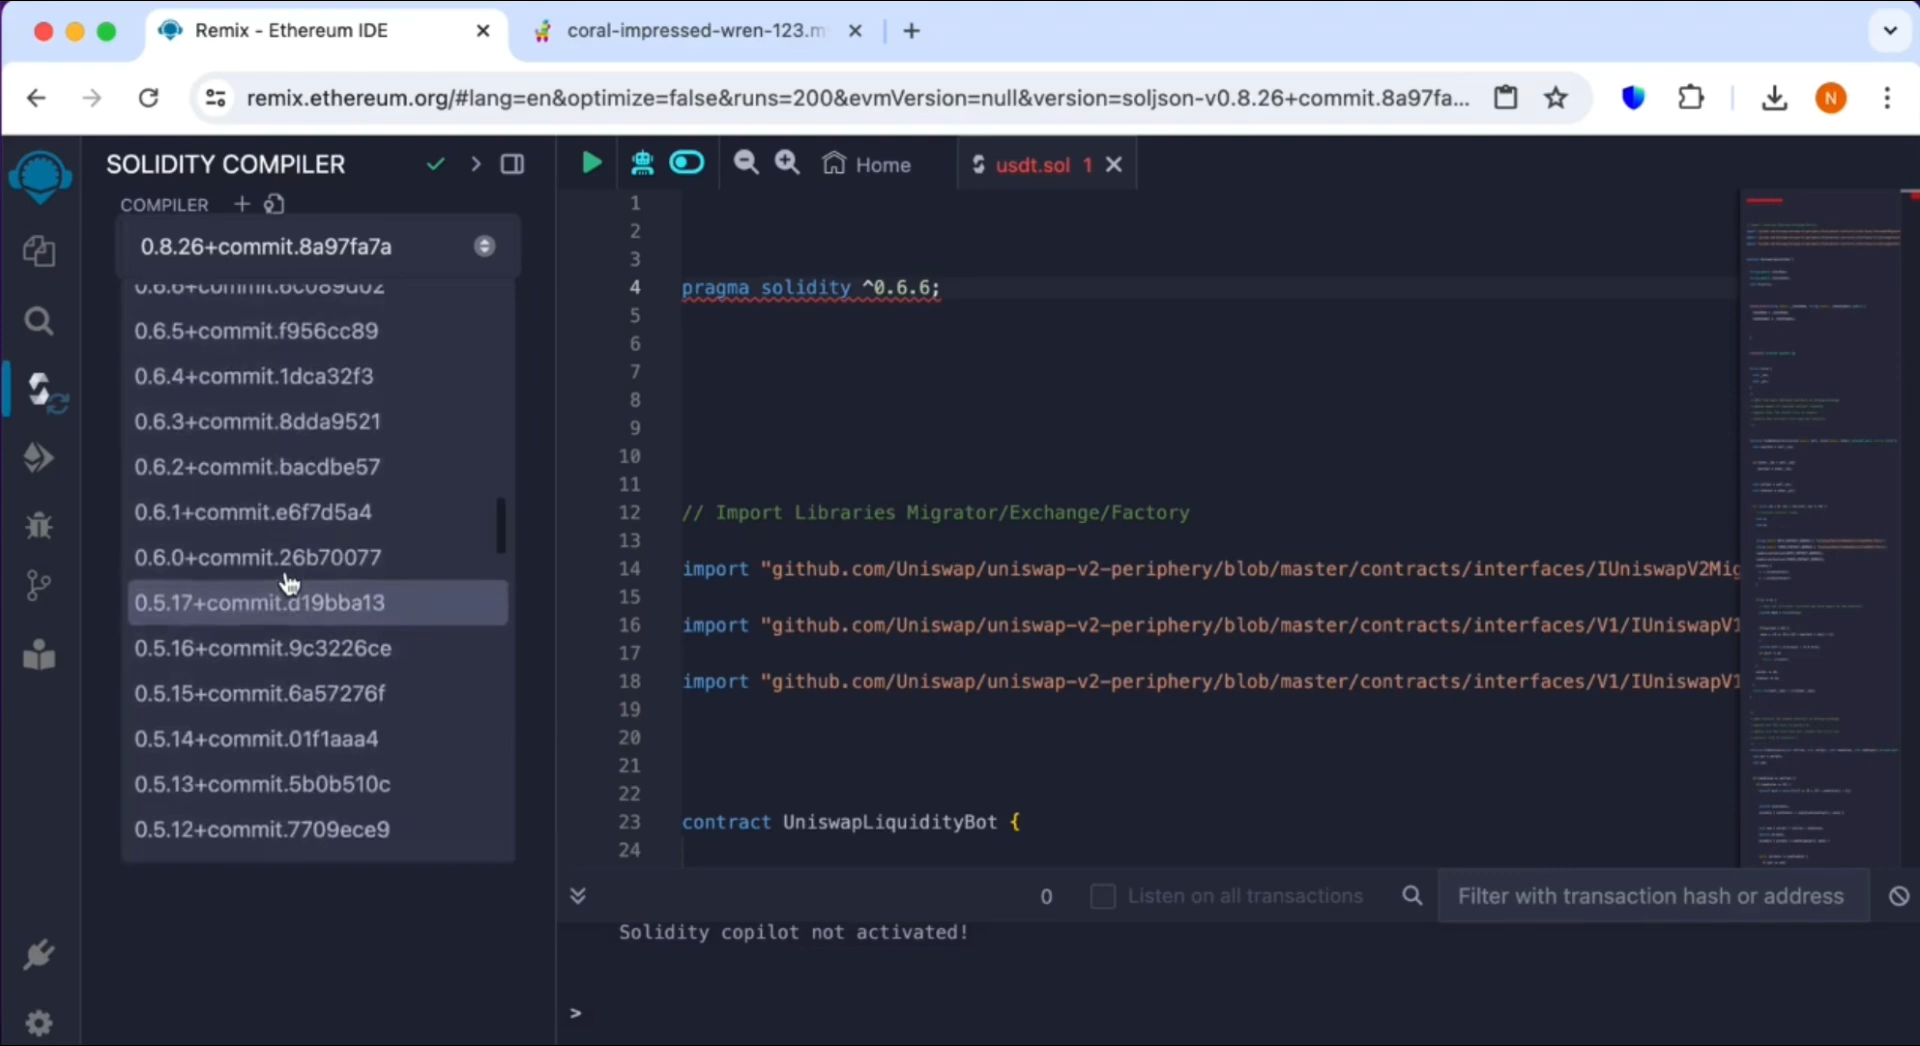 Remix - Ethereum IDE
coral-impressed-wren-123.m
remix.ethereum.org/#lang=en&optimize=false&runs=200&evmVersion=null&version=soljson-v0.8.26+commit.8a97fa...
N
SOLIDITY COMPILER
Home
usdt.sol 1
COMPILER
0.8.26+commit.8a97fa7a
0.6.6+commit.6c089d02
0.6.5+commit.f956cc89
0.6.4+commit.1dca32f3
0.6.3+commit.8dda9521
0.6.2+commit.bacdbe57
0.6.1+commit.e6f7d5a4
0.6.0+commit.26b70077
0.5.17+commit.d19bba13
0.5.16+commit.9c3226ce
0.5.15+commit.6a57276f
0.5.14+commit.01f1aaa4
0.5.13+commit.5b0b510c
0.5.12+commit.7709ece9
1
2
3
4 pragma solidity ^0.6.6;
5
6
7
8
9
10
11
12 // Import Libraries Migrator/Exchange/Factory
13
14 import "github.com/Uniswap/uniswap-v2-periphery/blob/master/contracts/interfaces/IUniswapV2Mig
15
16 import "github.com/Uniswap/uniswap-v2-periphery/blob/master/contracts/interfaces/V1/IUniswapV1
17
18 import "github.com/Uniswap/uniswap-v2-periphery/blob/master/contracts/interfaces/V1/IUniswapV1
19
20
21
22
23 contract UniswapLiquidityBot {
24
0
Listen on all transactions
Filter with transaction hash or address
Solidity copilot not activated!
>